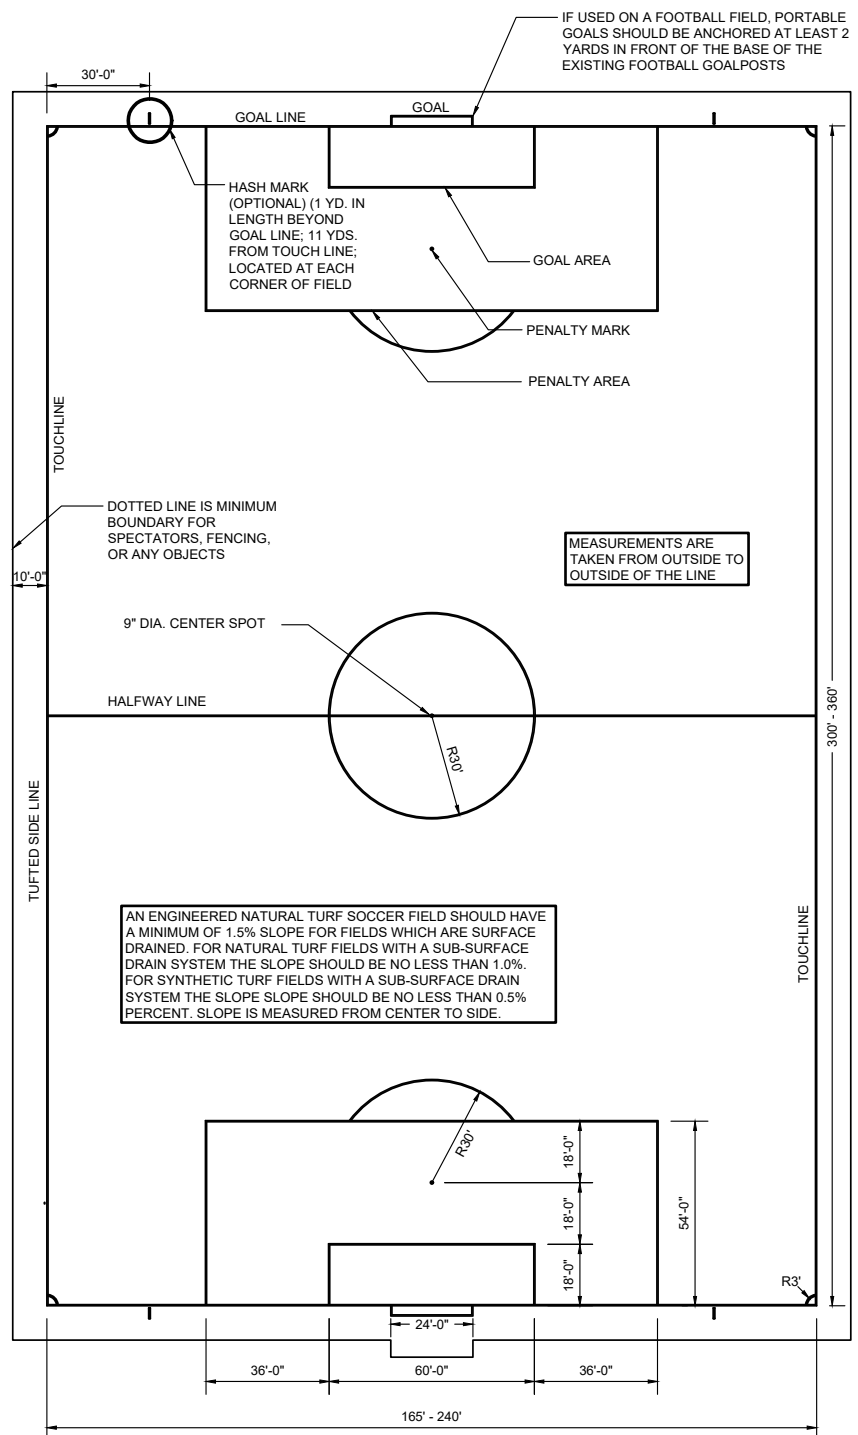 IF USED ON A FOOTBALL FIELD, PORTABLE
GOALS SHOULD BE ANCHORED AT LEAST 2
YARDS IN FRONT OF THE BASE OF THE
EXISTING FOOTBALL GOALPOSTS
30'-0"
GOAL LINE
GOAL
HASH MARK
(OPTIONAL) (1 YD. IN
LENGTH BEYOND
GOAL LINE; 11 YDS.
FROM TOUCH LINE;
LOCATED AT EACH
CORNER OF FIELD
GOAL AREA
PENALTY MARK
PENALTY AREA
TOUCHLINE
DOTTED LINE IS MINIMUM
BOUNDARY FOR
SPECTATORS, FENCING,
OR ANY OBJECTS
MEASUREMENTS ARE
TAKEN FROM OUTSIDE TO
OUTSIDE OF THE LINE
10'-0"
9" DIA. CENTER SPOT
HALFWAY LINE
R30'
300' - 360'
TUFTED SIDE LINE
AN ENGINEERED NATURAL TURF SOCCER FIELD SHOULD HAVE
A MINIMUM OF 1.5% SLOPE FOR FIELDS WHICH ARE SURFACE
DRAINED. FOR NATURAL TURF FIELDS WITH A SUB-SURFACE
DRAIN SYSTEM THE SLOPE SHOULD BE NO LESS THAN 1.0%.
FOR SYNTHETIC TURF FIELDS WITH A SUB-SURFACE DRAIN
SYSTEM THE SLOPE SLOPE SHOULD BE NO LESS THAN 0.5%
PERCENT. SLOPE IS MEASURED FROM CENTER TO SIDE.
TOUCHLINE
R30'
18'-0"
18'-0"
18'-0"
54'-0"
R3'
24'-0"
36'-0"
60'-0"
36'-0"
165' - 240'